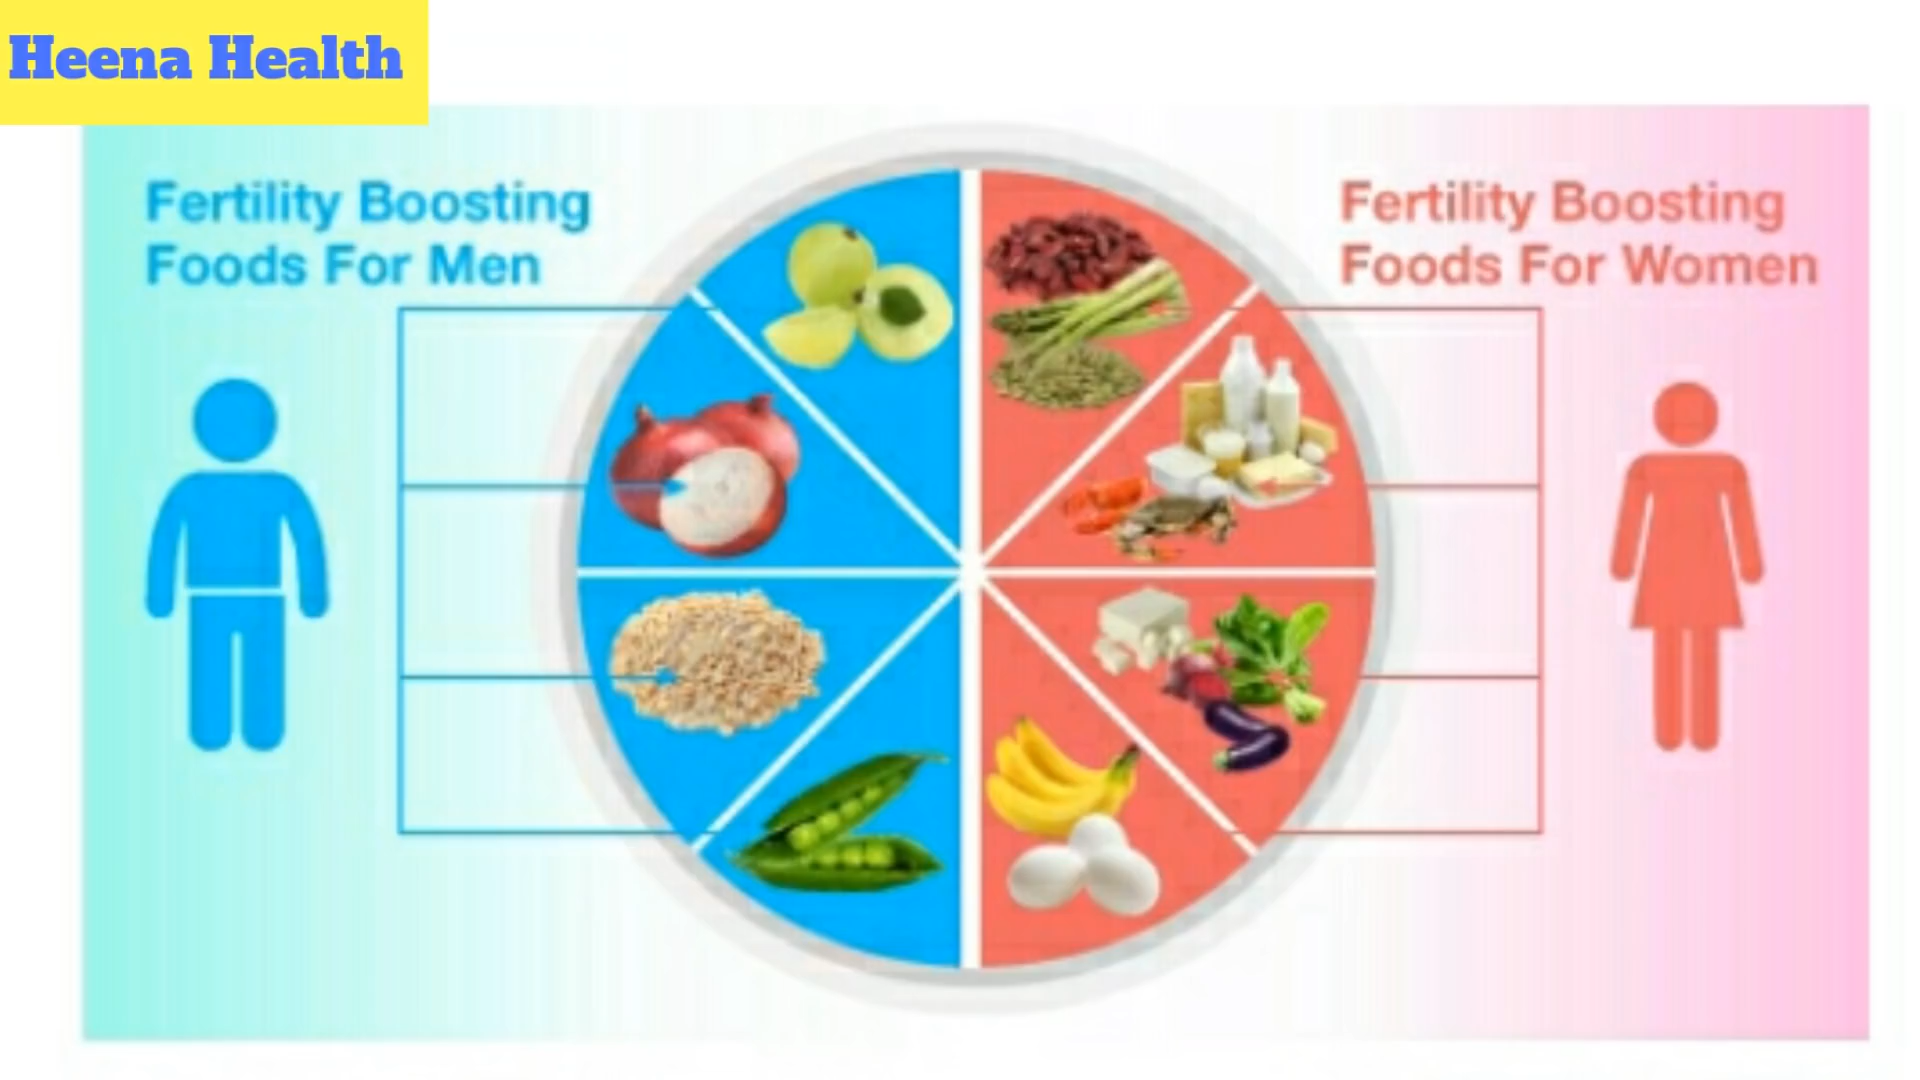 Heena Health
Fertility Boosting
Foods For Men
Fertility Boosting
Foods For Women